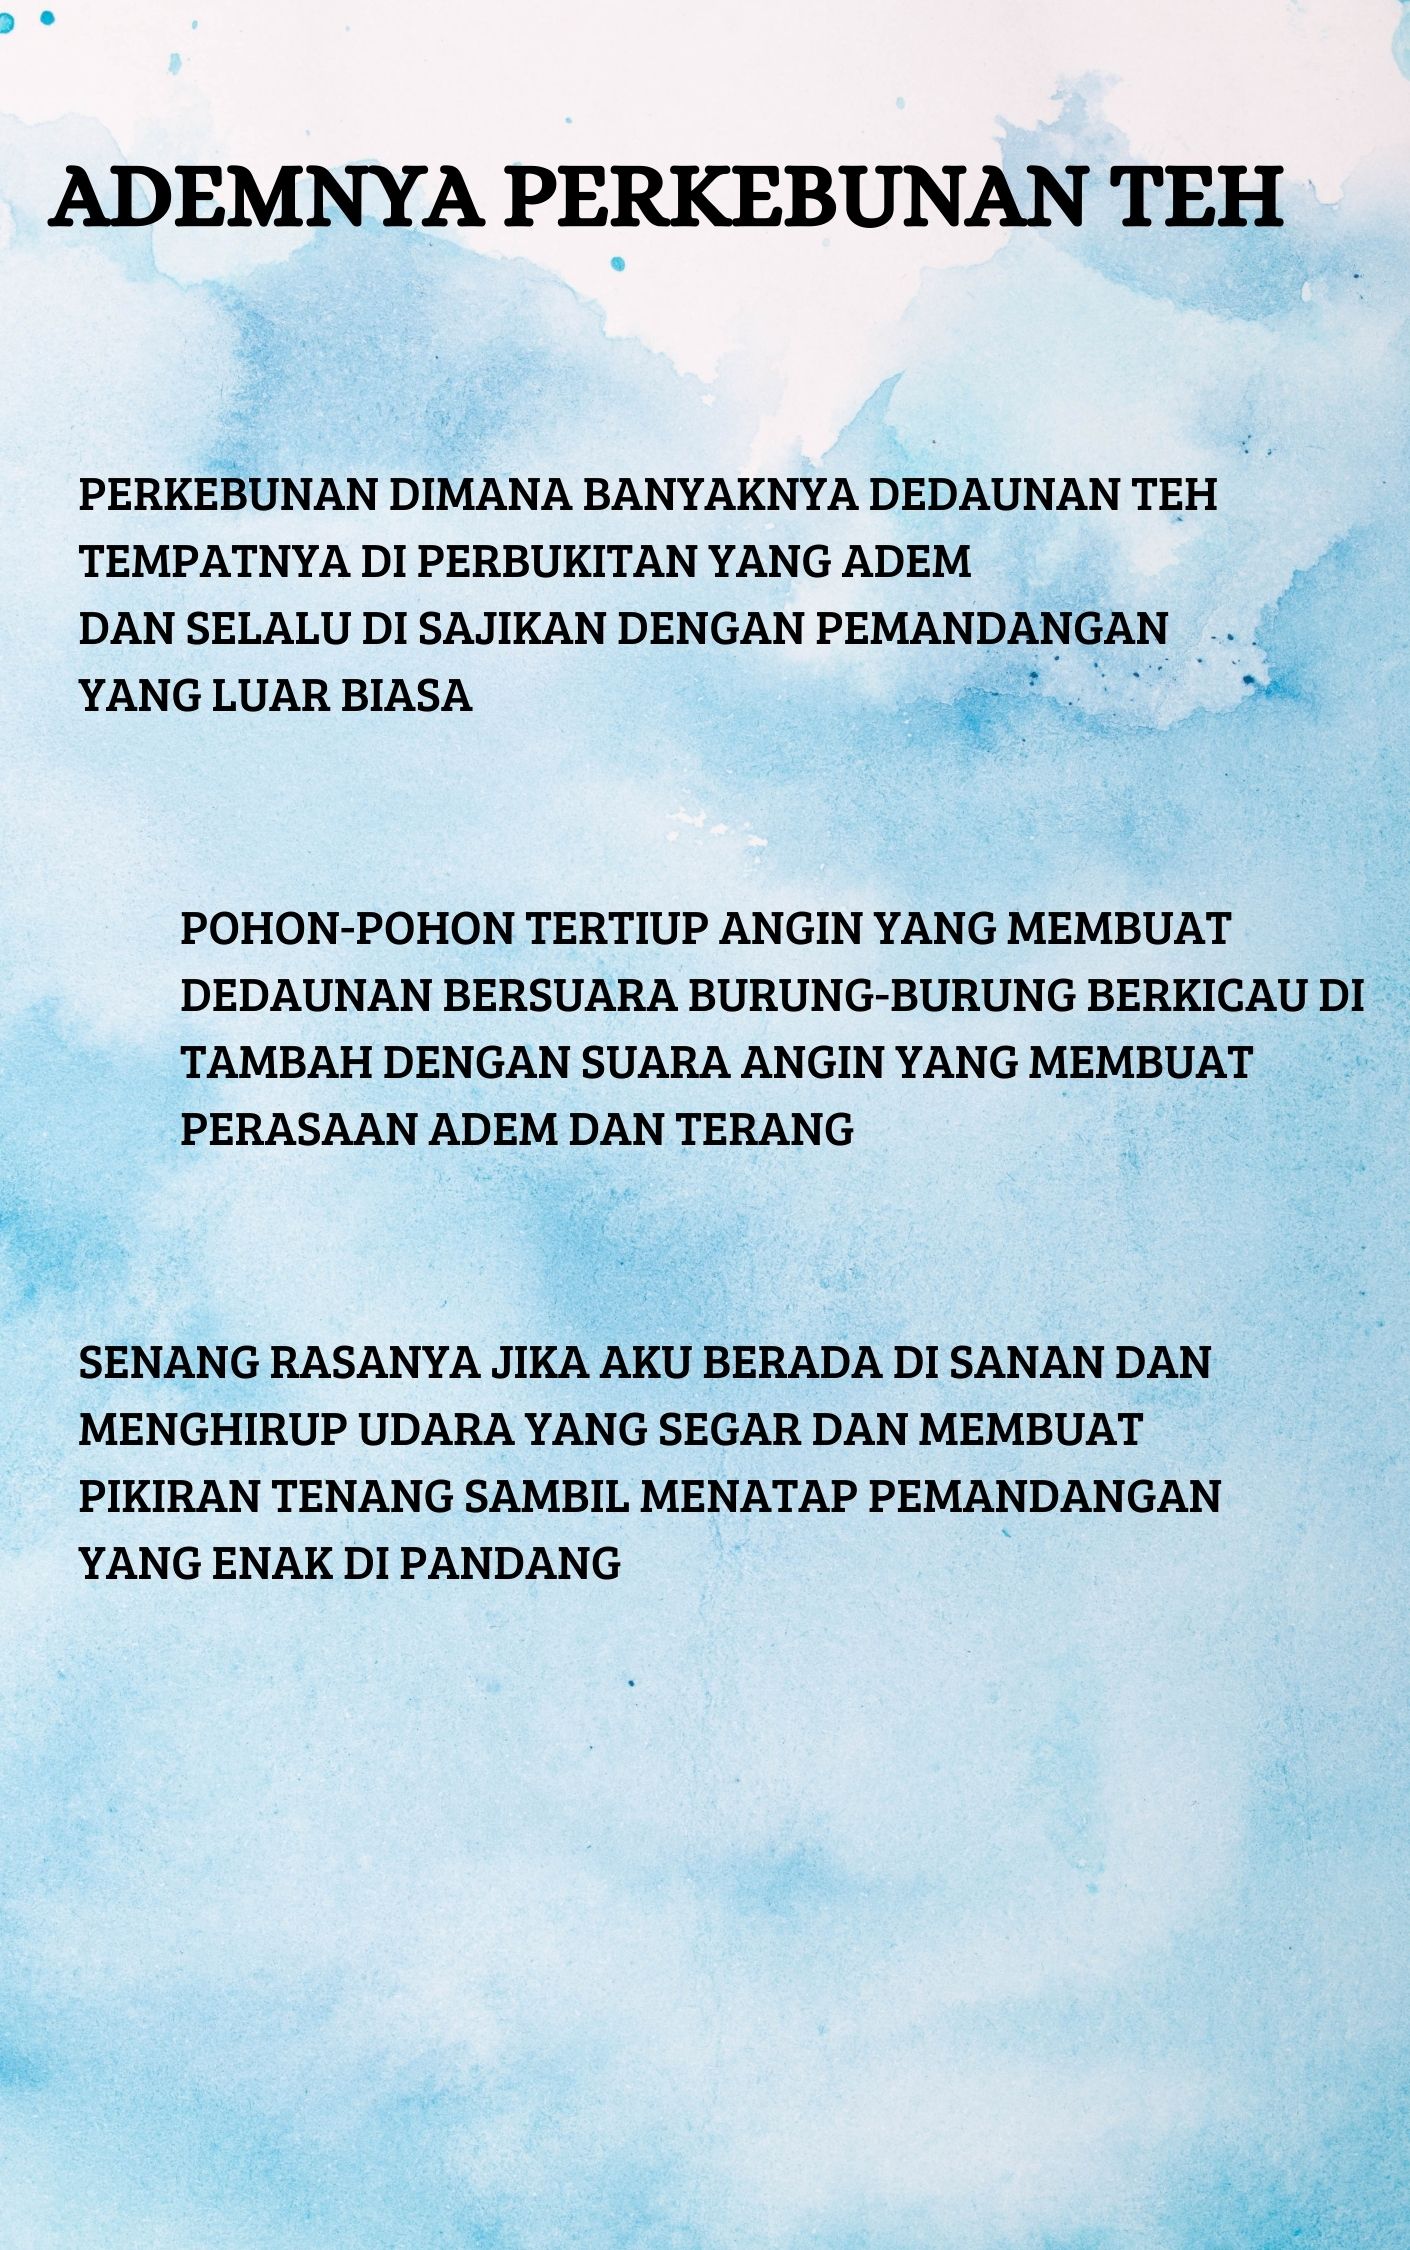 ADEMNYA PERKEBUNAN TEH
PERKEBUNAN DIMANA BANYAKNYA DEDAUNAN TEH
TEMPATNYA DI PERBUKITAN YANG ADEM
DAN SELALU DI SAJIKAN DENGAN PEMANDANGAN
YANG LUAR BIASA
POHON-POHON TERTIUP ANGIN YANG MEMBUAT
DEDAUNAN BERSUARA BURUNG-BURUNG BERKICAU DI
TAMBAH DENGAN SUARA ANGIN YANG MEMBUAT
PERASAAN ADEM DAN TERANG
SENANG RASANYA JIKA AKU BERADA DI SANAN DAN
MENGHIRUP UDARA YANG SEGAR DAN MEMBUAT
PIKIRAN TENANG SAMBIL MENATAP PEMANDANGAN
YANG ENAK DI PANDANG